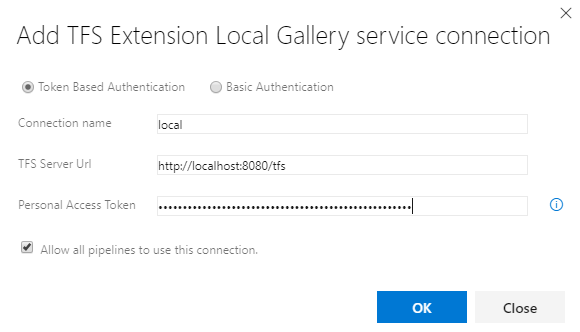 Add TFS Extension Local Gallery service connection
Token Based Authentication Basic Authentication
Connection name local
TFS Server Url http://localhost:8080/tfs
Personal Access Token ••••••••••••••••••••••••••••••••••••••••••••••••••••
Allow all pipelines to use this connection.
OK Close